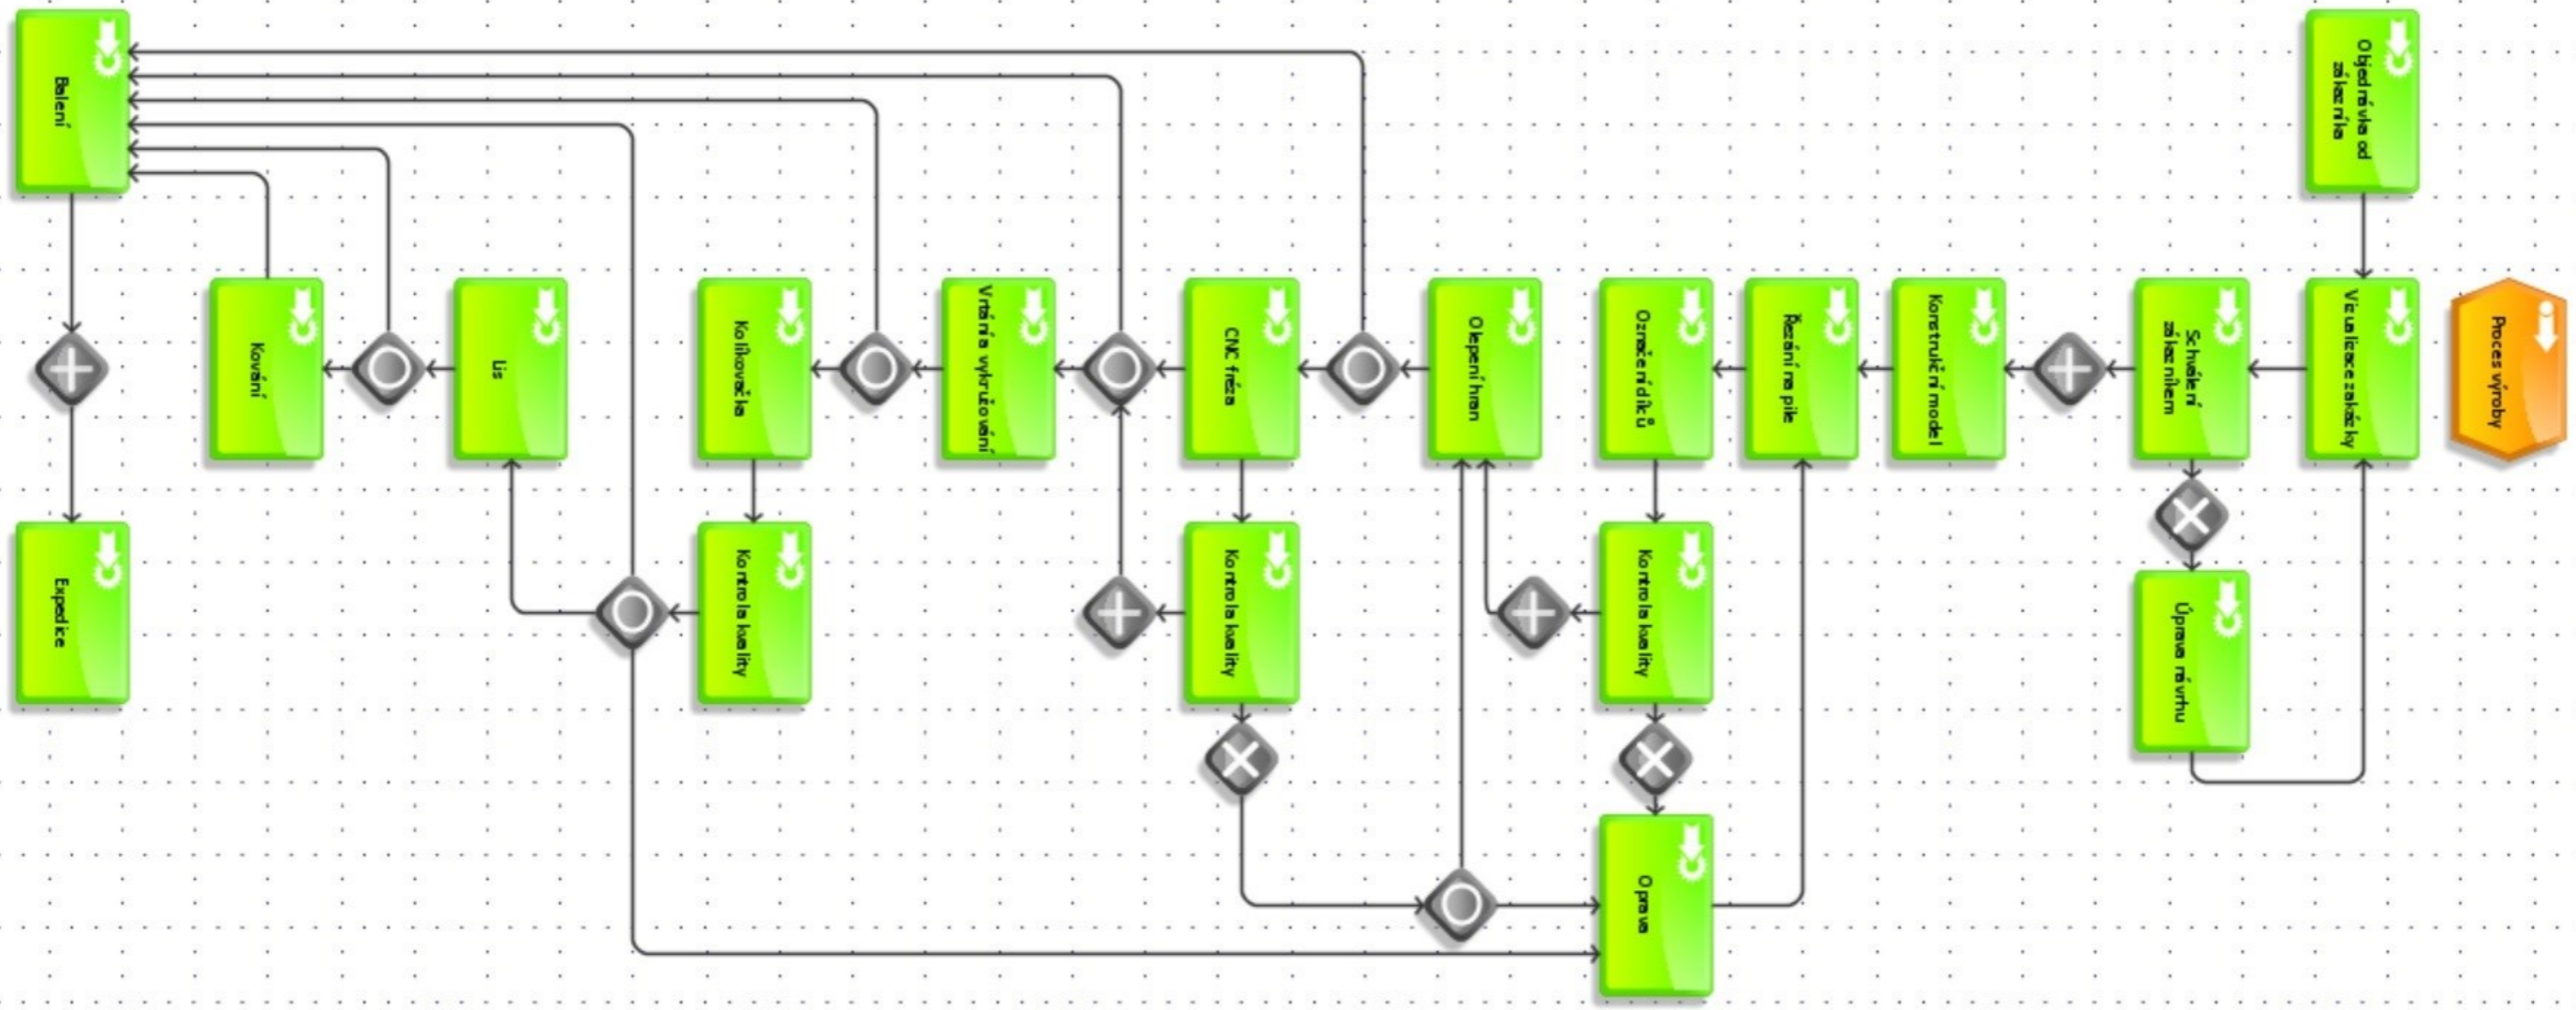 Proces výroby
Objednávka od
zákazníka
Vizualizace zakázky
Schválení
zákazníkem
Úprava návrhu
Konstrukční model
Řezání na pile
Označení dílků
Kontrola kvality
Oprava
Olepení hran
CNC fréza
Kontrola kvality
Vrtání a vykružování
Kolíkovačka
Kontrola kvality
Lis
Kování
Balení
Expedice